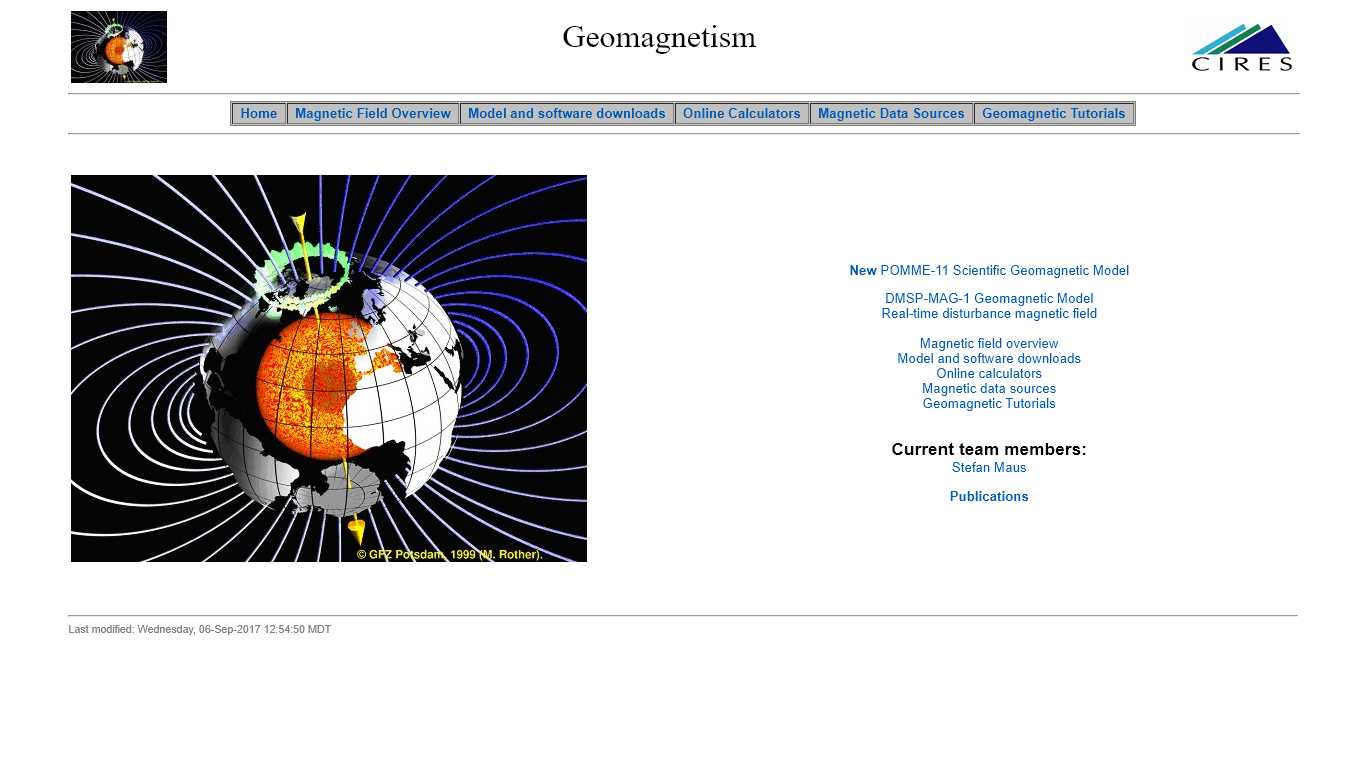 Geomagnetism
CIRES
Home Magnetic Field Overview Model and software downloads Online Calculators Magnetic Data Sources Geomagnetic Tutorials
New POMME-11 Scientific Geomagnetic Model
DMSP-MAG-1 Geomagnetic Model
Real-time disturbance magnetic field
Magnetic field overview
Model and software downloads
Online calculators
Magnetic data sources
Geomagnetic Tutorials
Current team members:
Stefan Maus
Publications
© GFZ Potsdam, 1999 (M. Rother).
Last modified: Wednesday, 06-Sep-2017 12:54:50 MDT